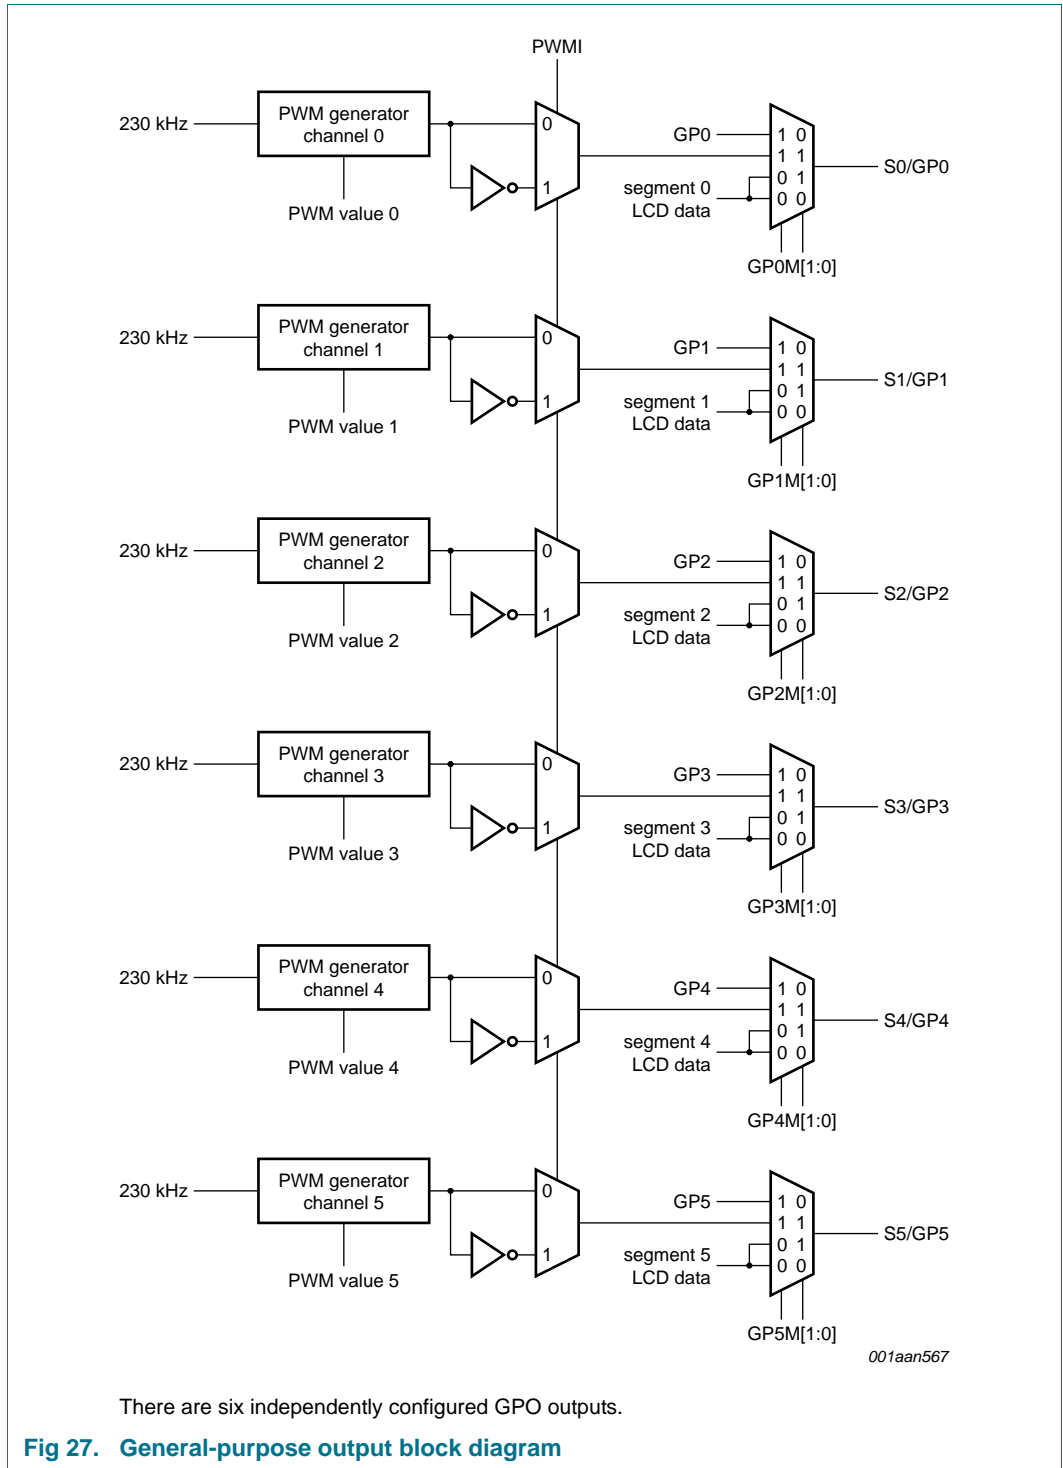 PWMI
230 kHz
PWM generator
channel 0
PWM value 0
0
1
GP0
segment 0
LCD data
1 0
1 1
0 1
0 0
S0/GP0
GP0M[1:0]
230 kHz
PWM generator
channel 1
PWM value 1
0
1
GP1
segment 1
LCD data
1 0
1 1
0 1
0 0
S1/GP1
GP1M[1:0]
230 kHz
PWM generator
channel 2
PWM value 2
0
1
GP2
segment 2
LCD data
1 0
1 1
0 1
0 0
S2/GP2
GP2M[1:0]
230 kHz
PWM generator
channel 3
PWM value 3
0
1
GP3
segment 3
LCD data
1 0
1 1
0 1
0 0
S3/GP3
GP3M[1:0]
230 kHz
PWM generator
channel 4
PWM value 4
0
1
GP4
segment 4
LCD data
1 0
1 1
0 1
0 0
S4/GP4
GP4M[1:0]
230 kHz
PWM generator
channel 5
PWM value 5
0
1
GP5
segment 5
LCD data
1 0
1 1
0 1
0 0
S5/GP5
GP5M[1:0]
001aan567
There are six independently configured GPO outputs.
Fig 27. General-purpose output block diagram